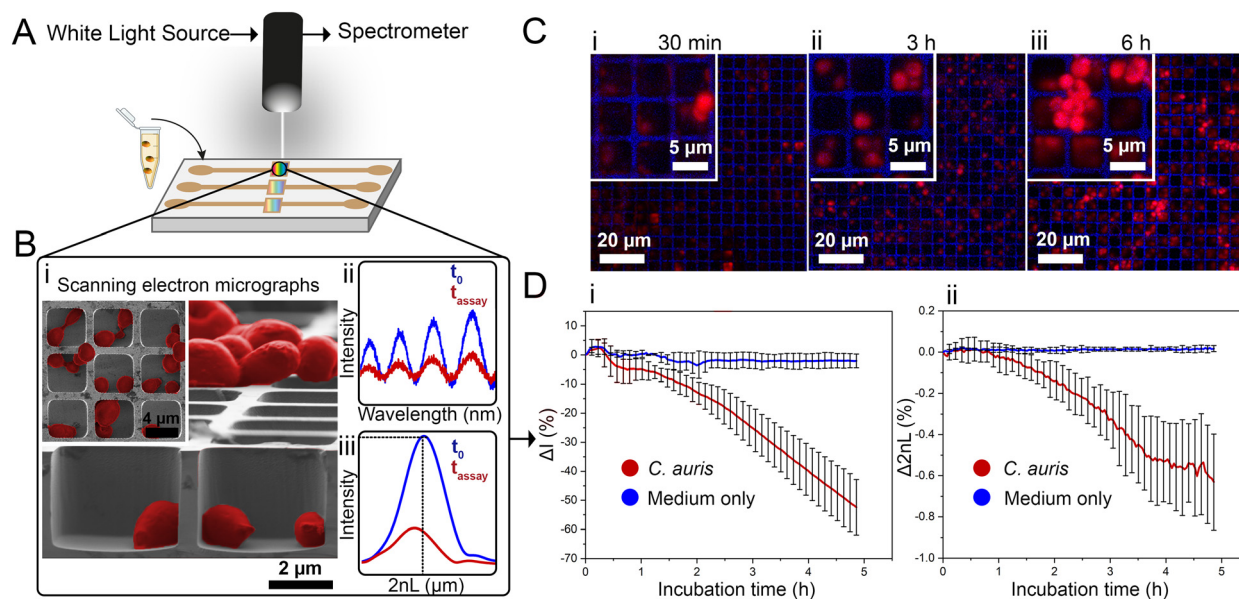 A
White Light Source
Spectrometer
B
i
Scanning electron micrographs
4 µm
2 µm
ii
t0
tassay
Intensity
Wavelength (nm)
iii
t0
tassay
Intensity
2nL (µm)
C
i
30 min
5 µm
20 µm
ii
3 h
5 µm
20 µm
iii
6 h
5 µm
20 µm
D
i
10
0
-10
-20
-30
-40
-50
-60
-70
ΔI (%)
C. auris
Medium only
0
1
2
3
4
5
Incubation time (h)
ii
0.2
0.0
-0.2
-0.4
-0.6
-0.8
-1.0
Δ2nL (%)
C. auris
Medium only
0
1
2
3
4
5
Incubation time (h)